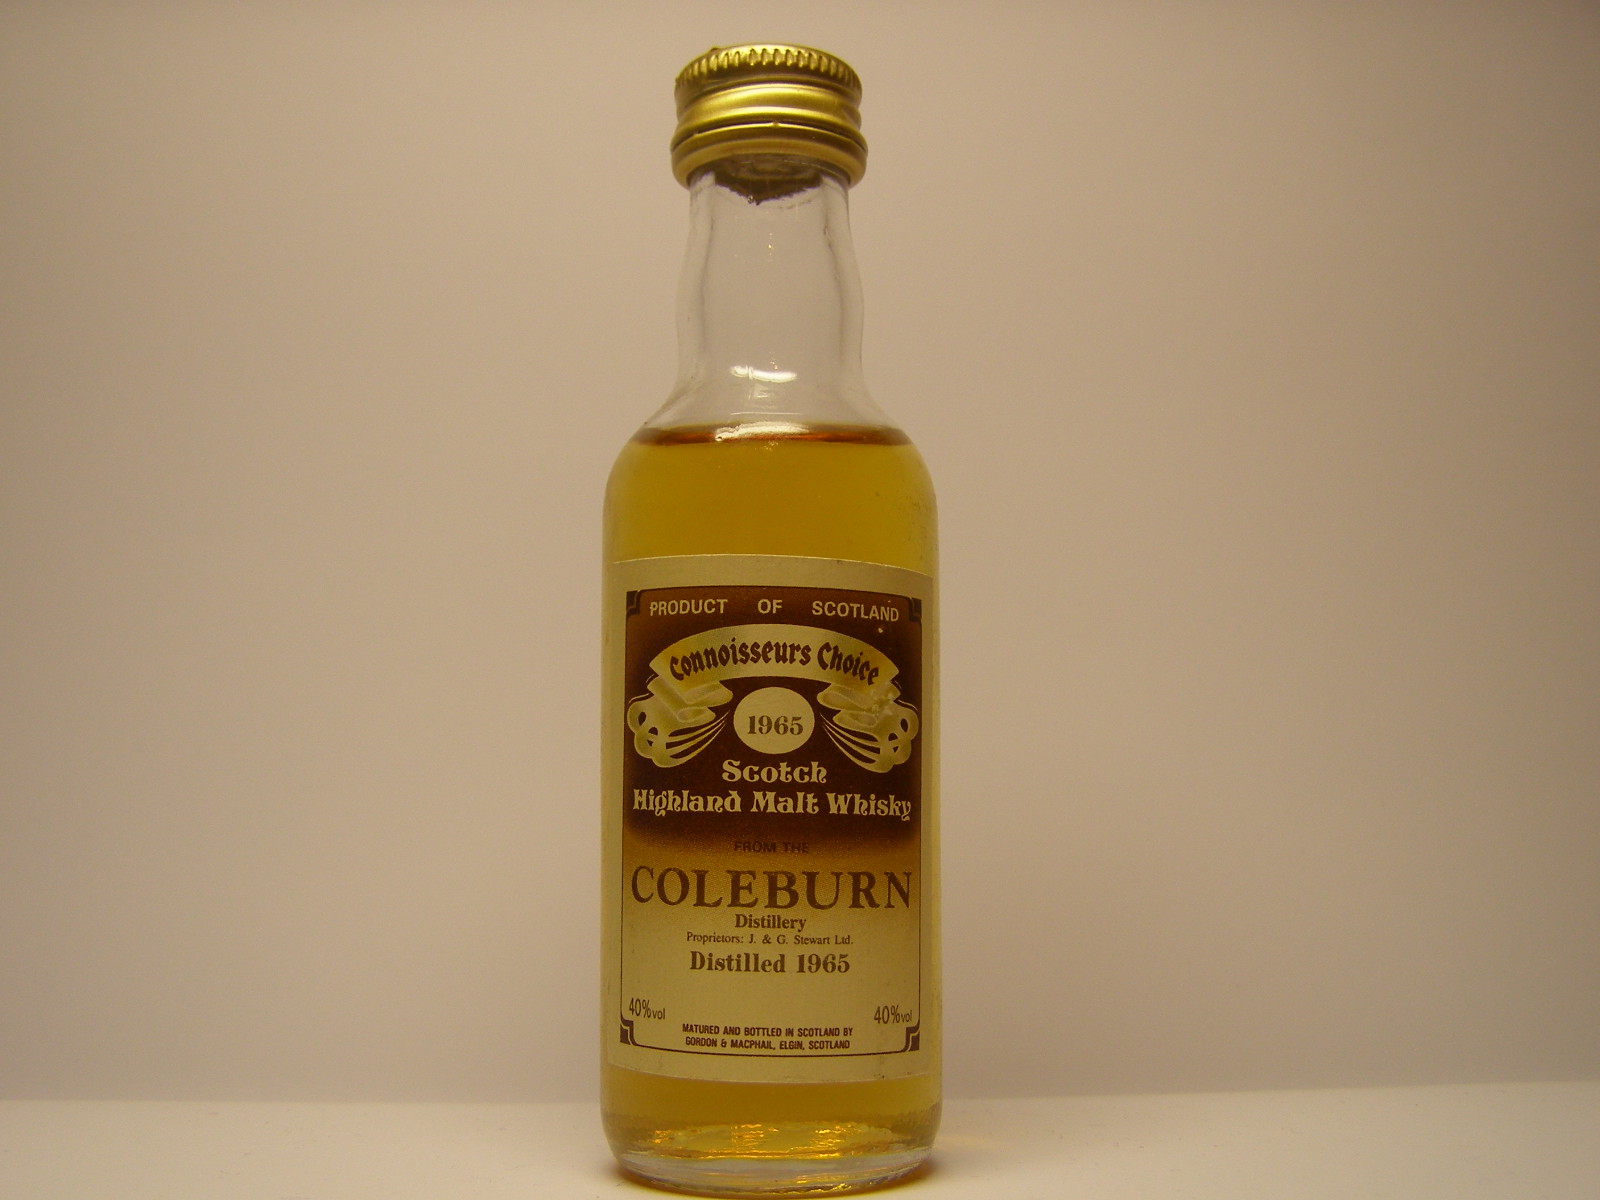 PRODUCT OF SCOTLAND
Connoisseurs Choice
1965
Scotch
Highland Malt Whisky
FROM THE
COLEBURN
Distillery
Proprietors: J. & G. Stewart Ltd.
Distilled 1965
40%vol 40%vol
MATURED AND BOTTLED IN SCOTLAND BY
GORDON & MACPHAIL, ELGIN, SCOTLAND